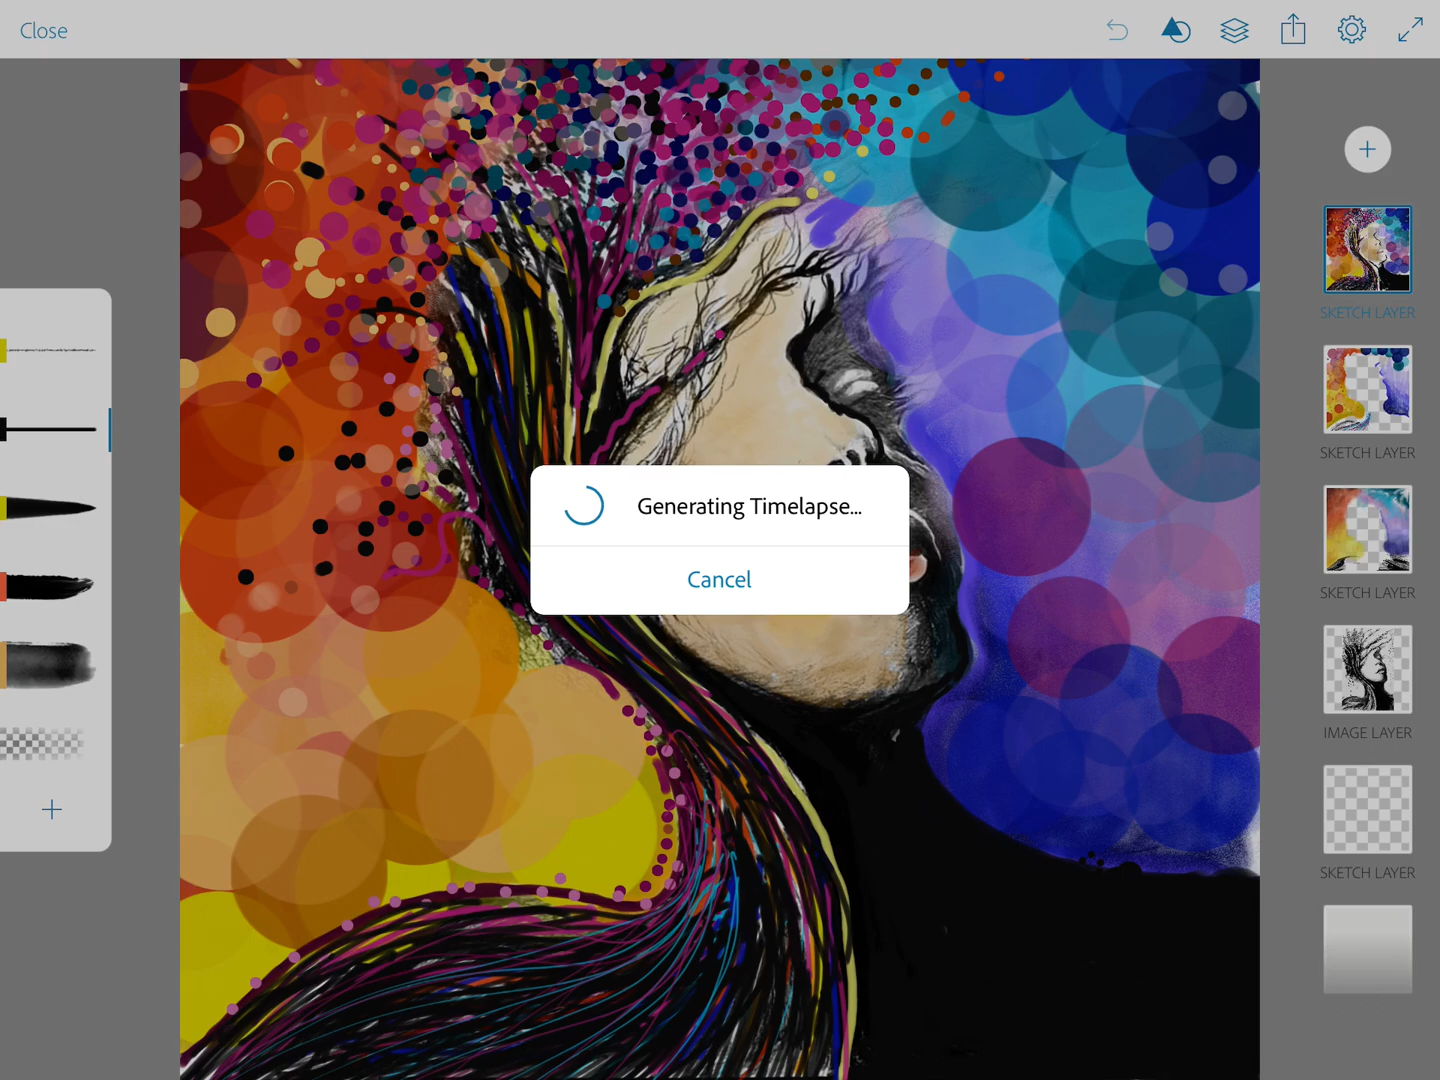 Close
Generating Timelapse...
Cancel
SKETCH LAYER
SKETCH LAYER
SKETCH LAYER
IMAGE LAYER
SKETCH LAYER